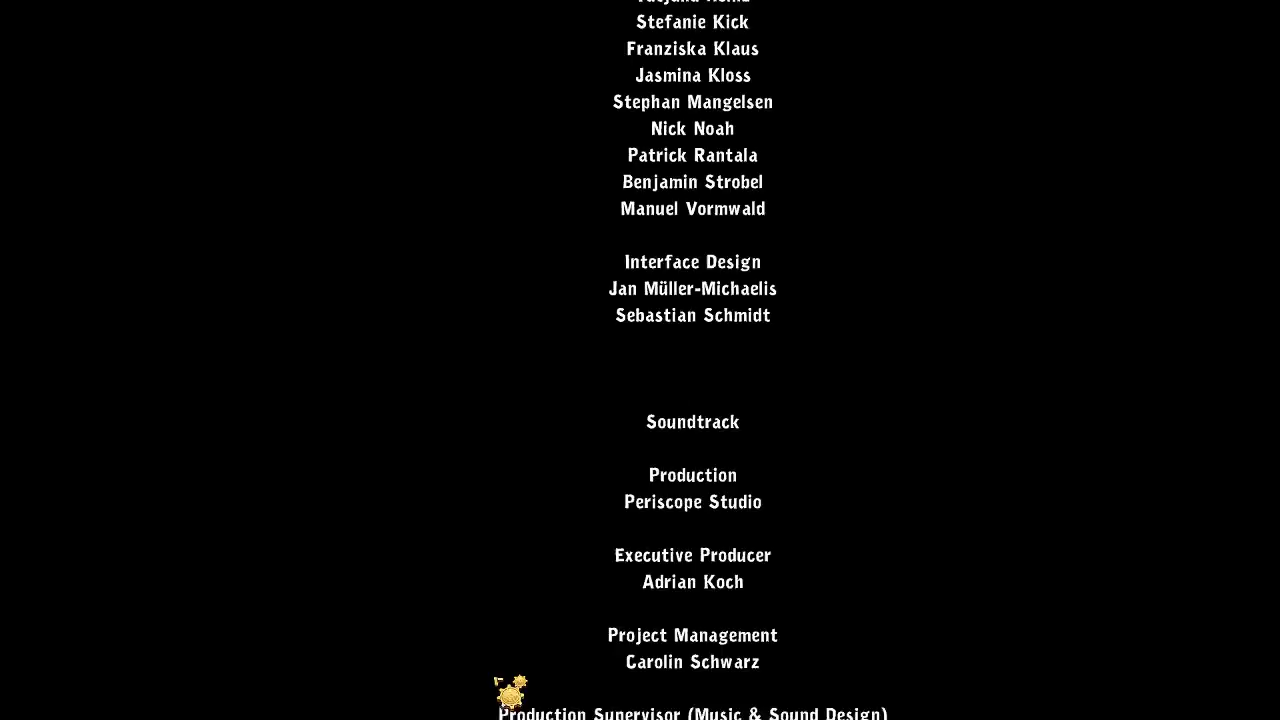 Stefanie Kick
Franziska Klaus
Jasmina Kloss
Stephan Mangelsen
Nick Noah
Patrick Rantala
Benjamin Strobel
Manuel Vormwald
Interface Design
Jan Müller-Michaelis
Sebastian Schmidt
Soundtrack
Production
Periscope Studio
Executive Producer
Adrian Koch
Project Management
Carolin Schwarz
Production Supervisor (Music & Sound Design)